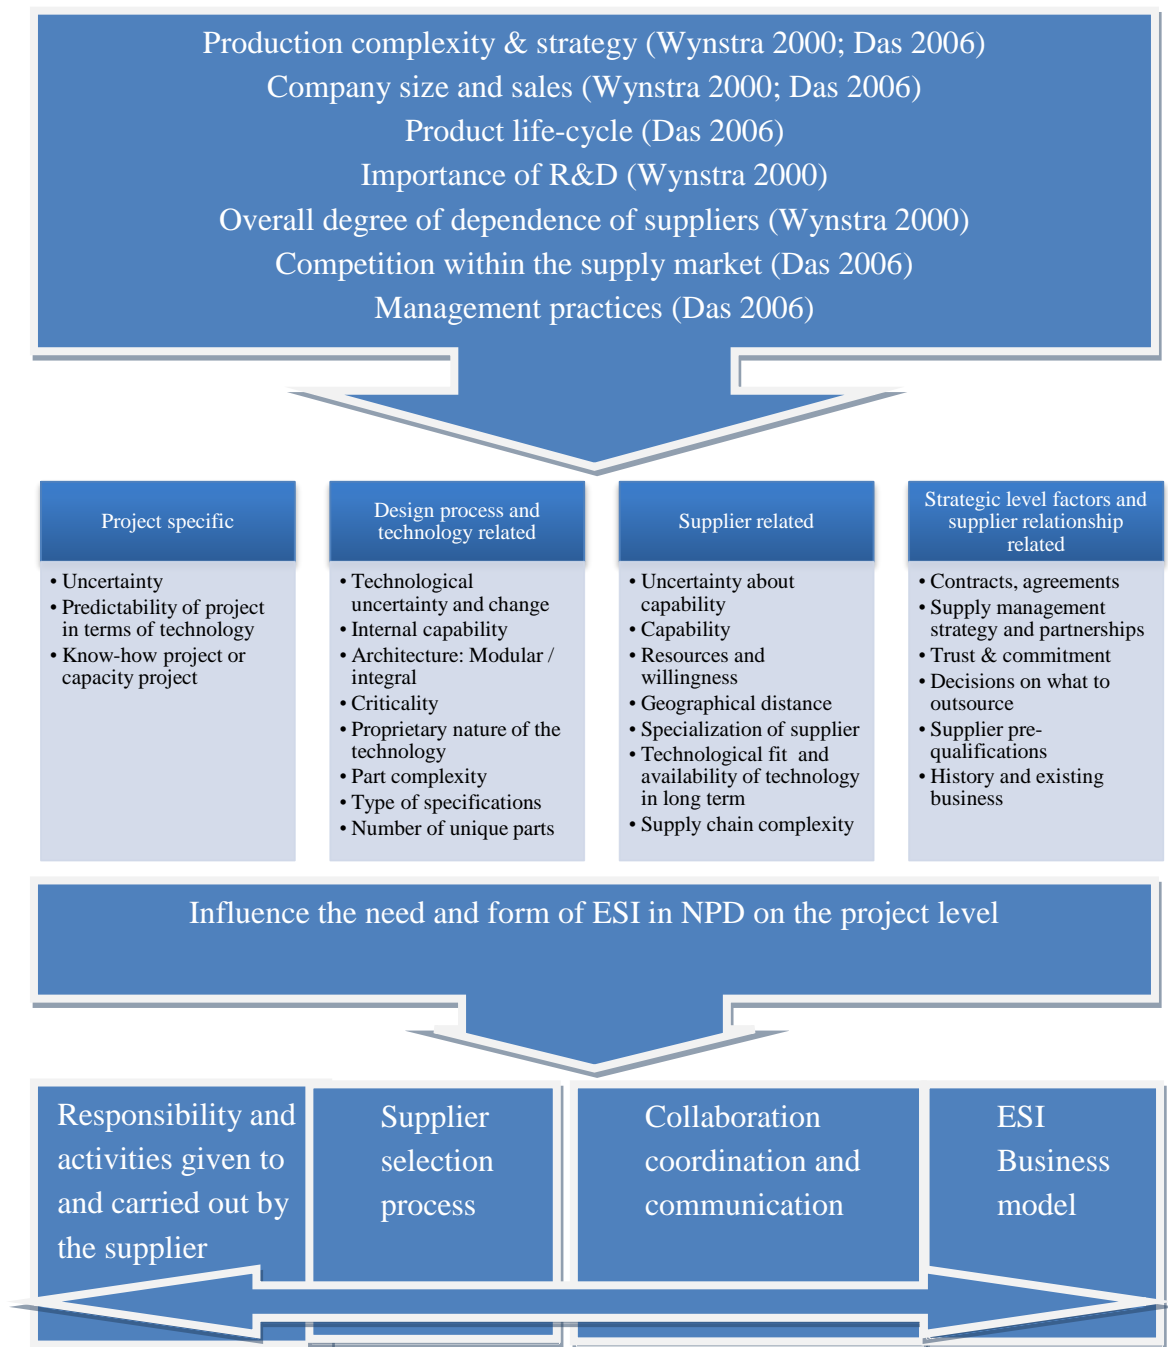 Production complexity & strategy (Wynstra 2000; Das 2006)
Company size and sales (Wynstra 2000; Das 2006)
Product life-cycle (Das 2006)
Importance of R&D (Wynstra 2000)
Overall degree of dependence of suppliers (Wynstra 2000)
Competition within the supply market (Das 2006)
Management practices (Das 2006)
Project specific
• Uncertainty
• Predictability of project
in terms of technology
• Know-how project or
capacity project
Design process and
technology related
• Technological
uncertainty and change
• Internal capability
• Architecture: Modular /
integral
• Criticality
• Proprietary nature of the
technology
• Part complexity
• Type of specifications
• Number of unique parts
Supplier related
• Uncertainty about
capability
• Capability
• Resources and
willingness
• Geographical distance
• Specialization of supplier
• Technological fit and
availability of technology
in long term
• Supply chain complexity
Strategic level factors and
supplier relationship
related
• Contracts, agreements
• Supply management
strategy and partnerships
• Trust & commitment
• Decisions on what to
outsource
• Supplier pre-
qualifications
• History and existing
business
Influence the need and form of ESI in NPD on the project level
Responsibility and
activities given to
and carried out by
the supplier
Supplier
selection
process
Collaboration
coordination and
communication
ESI
Business
model